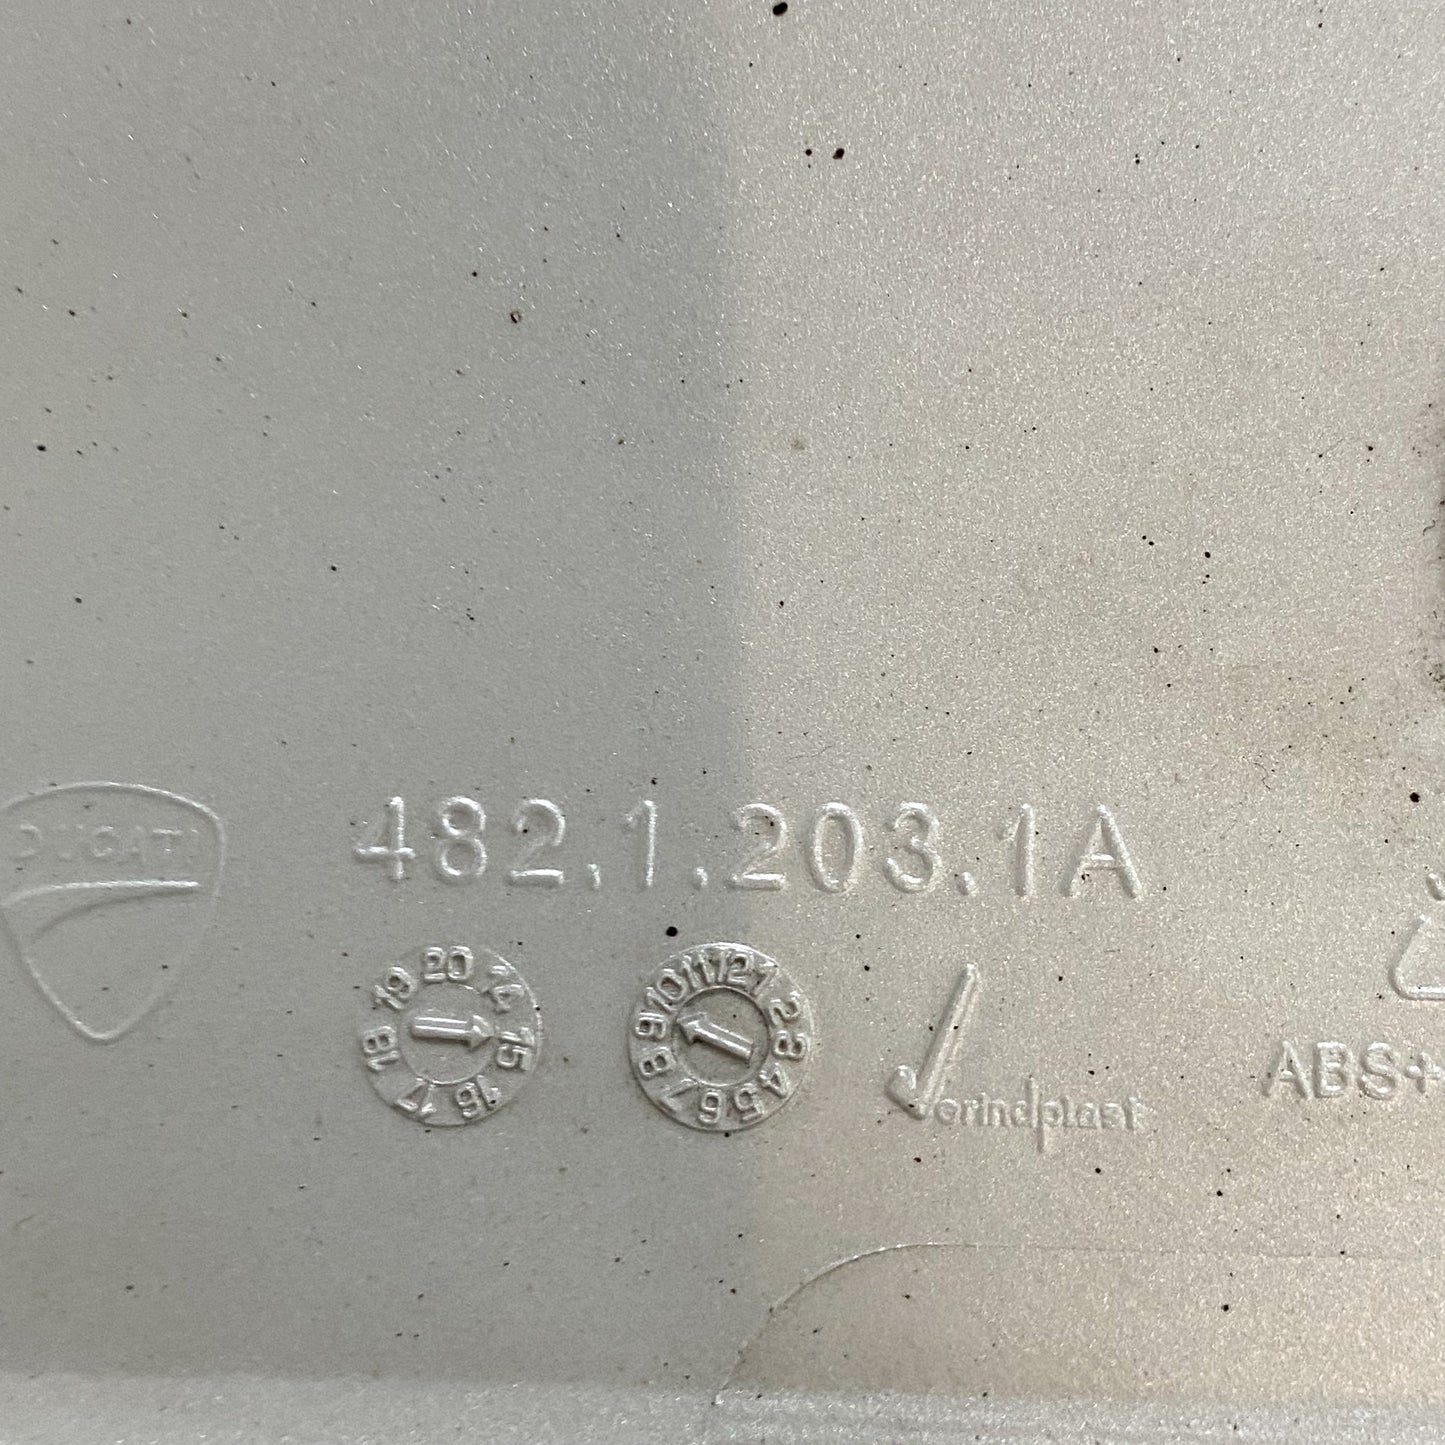 DUCATI
482.1.203.1A
20 14 15 16 17 18 19
10 11 12 1 2 3 4 5 6 7 8 9
orindplast
ABS+